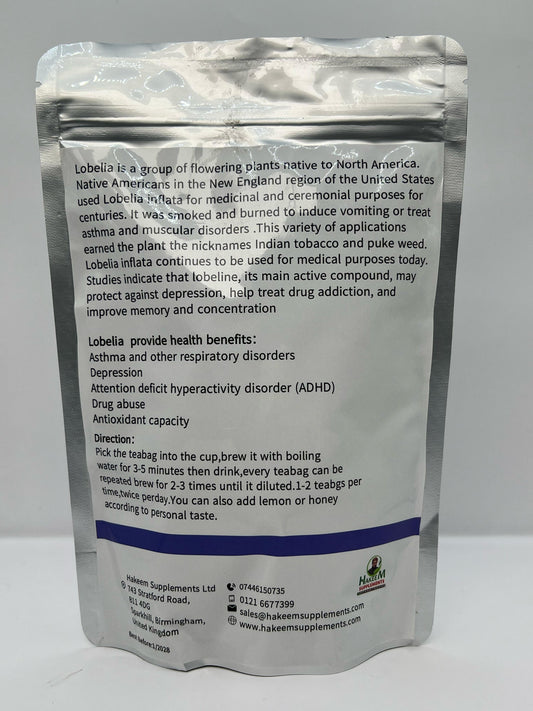 Lobelia is a group of flowering plants native to North America.
Native Americans in the New England region of the United States
used Lobelia inflata for medicinal and ceremonial purposes for
centuries. It was smoked and burned to induce vomiting or treat
asthma and muscular disorders .This variety of applications
earned the plant the nicknames Indian tobacco and puke weed.
Lobelia inflata continues to be used for medical purposes today.
Studies indicate that lobeline, its main active compound, may
protect against depression, help treat drug addiction, and
improve memory and concentration
Lobelia provide health benefits:
Asthma and other respiratory disorders
Depression
Attention deficit hyperactivity disorder (ADHD)
Drug abuse
Antioxidant capacity
Direction:
Pick the teabag into the cup,brew it with boiling
water for 3-5 minutes then drink,every teabag can be
repeated brew for 2-3 times until it diluted.1-2 teabgs per
time,twice perday.You can also add lemon or honey
according to personal taste.
Hakeem Supplements Ltd
743 Stratford Road,
B11 4DG
Sparkhill, Birmingham,
United Kingdom
Best before:1/2028
07446150735
0121 6677399
sales@hakeemsupplements.com
www.hakeemsupplements.com
HAKEEM
SUPPLEMENTS